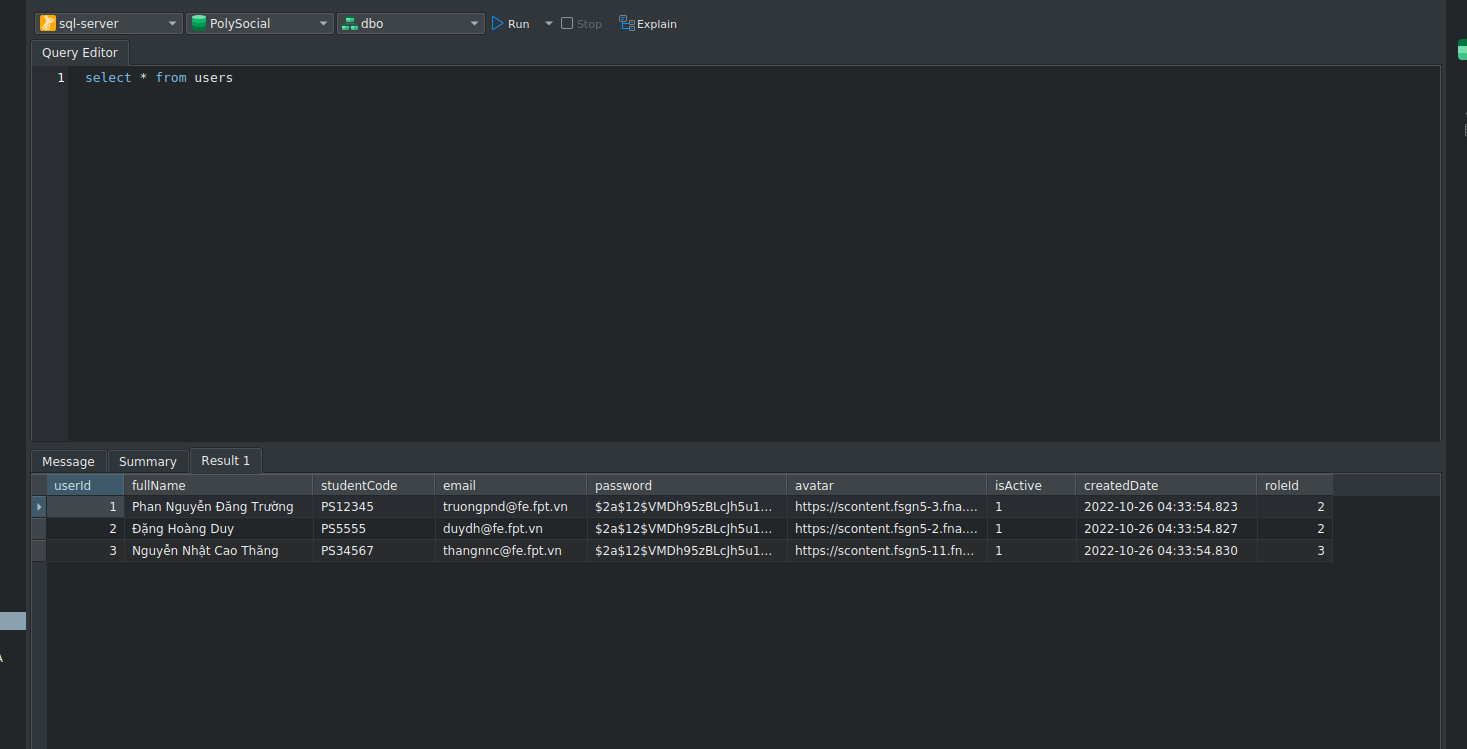 sql-server PolySocial dbo Run Stop Explain
Query Editor
1 select * from users
Message Summary Result 1
userId fullName studentCode email password avatar isActive createdDate roleId
1 Phan Nguyễn Đăng Trường PS12345 truongpnd@fe.fpt.vn $2a$12$VMDh95zBLcJh5u1... https://scontent.fsgn5-3.fna.... 1 2022-10-26 04:33:54.823 2
2 Đặng Hoàng Duy PS5555 duydh@fe.fpt.vn $2a$12$VMDh95zBLcJh5u1... https://scontent.fsgn5-2.fna.... 1 2022-10-26 04:33:54.827 2
3 Nguyễn Nhật Cao Thăng PS34567 thangnnc@fe.fpt.vn $2a$12$VMDh95zBLcJh5u1... https://scontent.fsgn5-11.fn... 1 2022-10-26 04:33:54.830 3